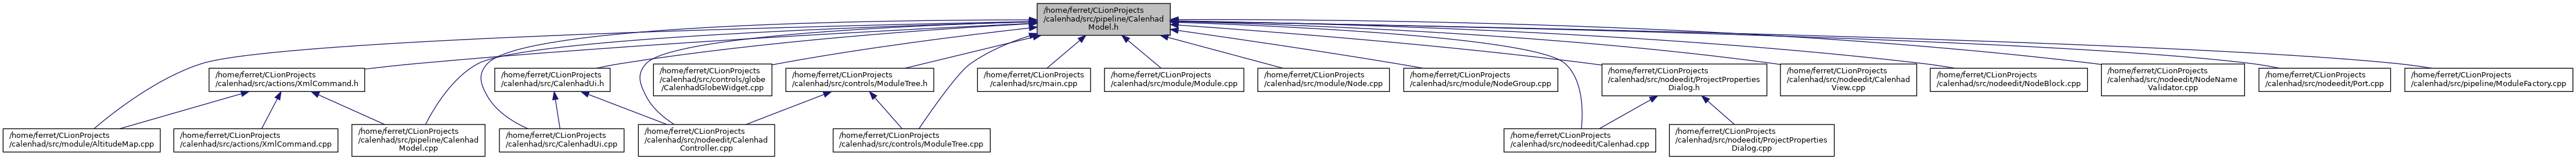 /home/ferret/CLionProjects
/calenhad/src/pipeline/Calenhad
Model.h
/home/ferret/CLionProjects
/calenhad/src/actions/XmlCommand.h
/home/ferret/CLionProjects
/calenhad/src/CalenhadUi.h
/home/ferret/CLionProjects
/calenhad/src/controls/globe
/CalenhadGlobeWidget.cpp
/home/ferret/CLionProjects
/calenhad/src/controls/ModuleTree.h
/home/ferret/CLionProjects
/calenhad/src/main.cpp
/home/ferret/CLionProjects
/calenhad/src/module/Module.cpp
/home/ferret/CLionProjects
/calenhad/src/module/Node.cpp
/home/ferret/CLionProjects
/calenhad/src/module/NodeGroup.cpp
/home/ferret/CLionProjects
/calenhad/src/nodeedit/ProjectProperties
Dialog.h
/home/ferret/CLionProjects
/calenhad/src/nodeedit/Calenhad
View.cpp
/home/ferret/CLionProjects
/calenhad/src/nodeedit/NodeBlock.cpp
/home/ferret/CLionProjects
/calenhad/src/nodeedit/NodeName
Validator.cpp
/home/ferret/CLionProjects
/calenhad/src/nodeedit/Port.cpp
/home/ferret/CLionProjects
/calenhad/src/pipeline/ModuleFactory.cpp
/home/ferret/CLionProjects
/calenhad/src/module/AltitudeMap.cpp
/home/ferret/CLionProjects
/calenhad/src/actions/XmlCommand.cpp
/home/ferret/CLionProjects
/calenhad/src/pipeline/Calenhad
Model.cpp
/home/ferret/CLionProjects
/calenhad/src/CalenhadUi.cpp
/home/ferret/CLionProjects
/calenhad/src/nodeedit/Calenhad
Controller.cpp
/home/ferret/CLionProjects
/calenhad/src/controls/ModuleTree.cpp
/home/ferret/CLionProjects
/calenhad/src/nodeedit/Calenhad.cpp
/home/ferret/CLionProjects
/calenhad/src/nodeedit/ProjectProperties
Dialog.cpp